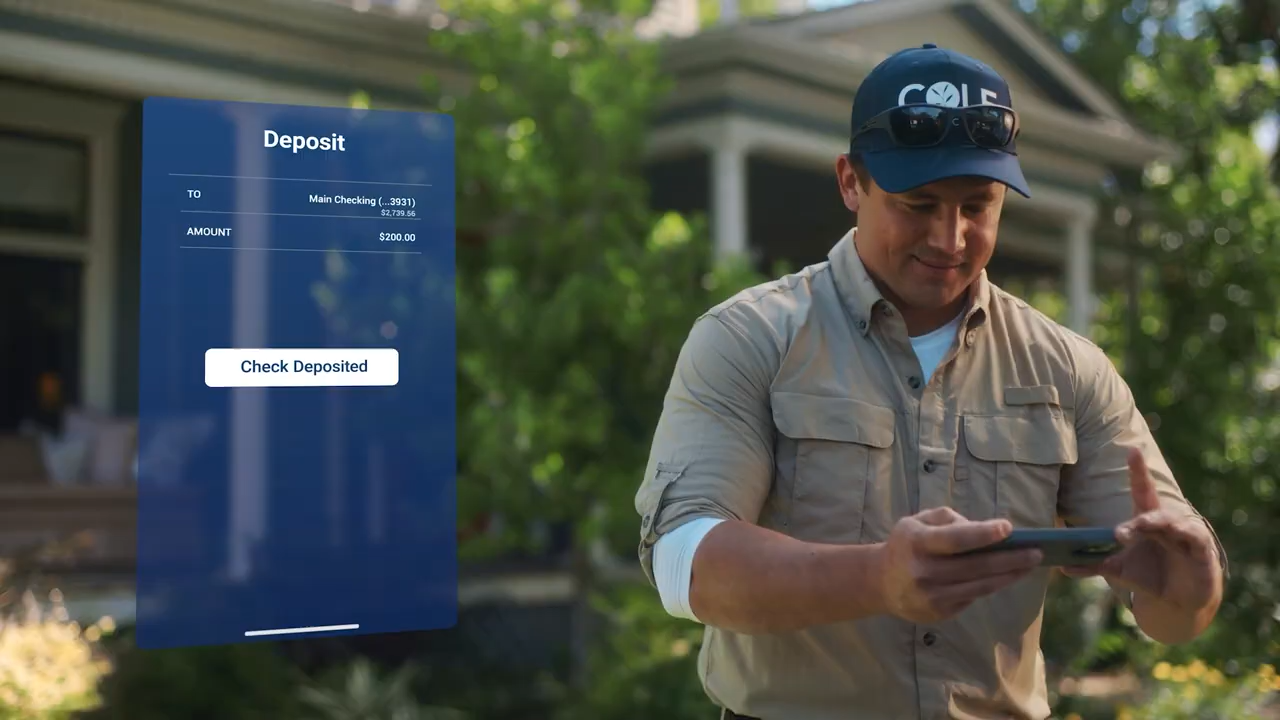 Deposit
TO
Main Checking (...3931)
$2,739.56
AMOUNT
$200.00
Check Deposited
COLE